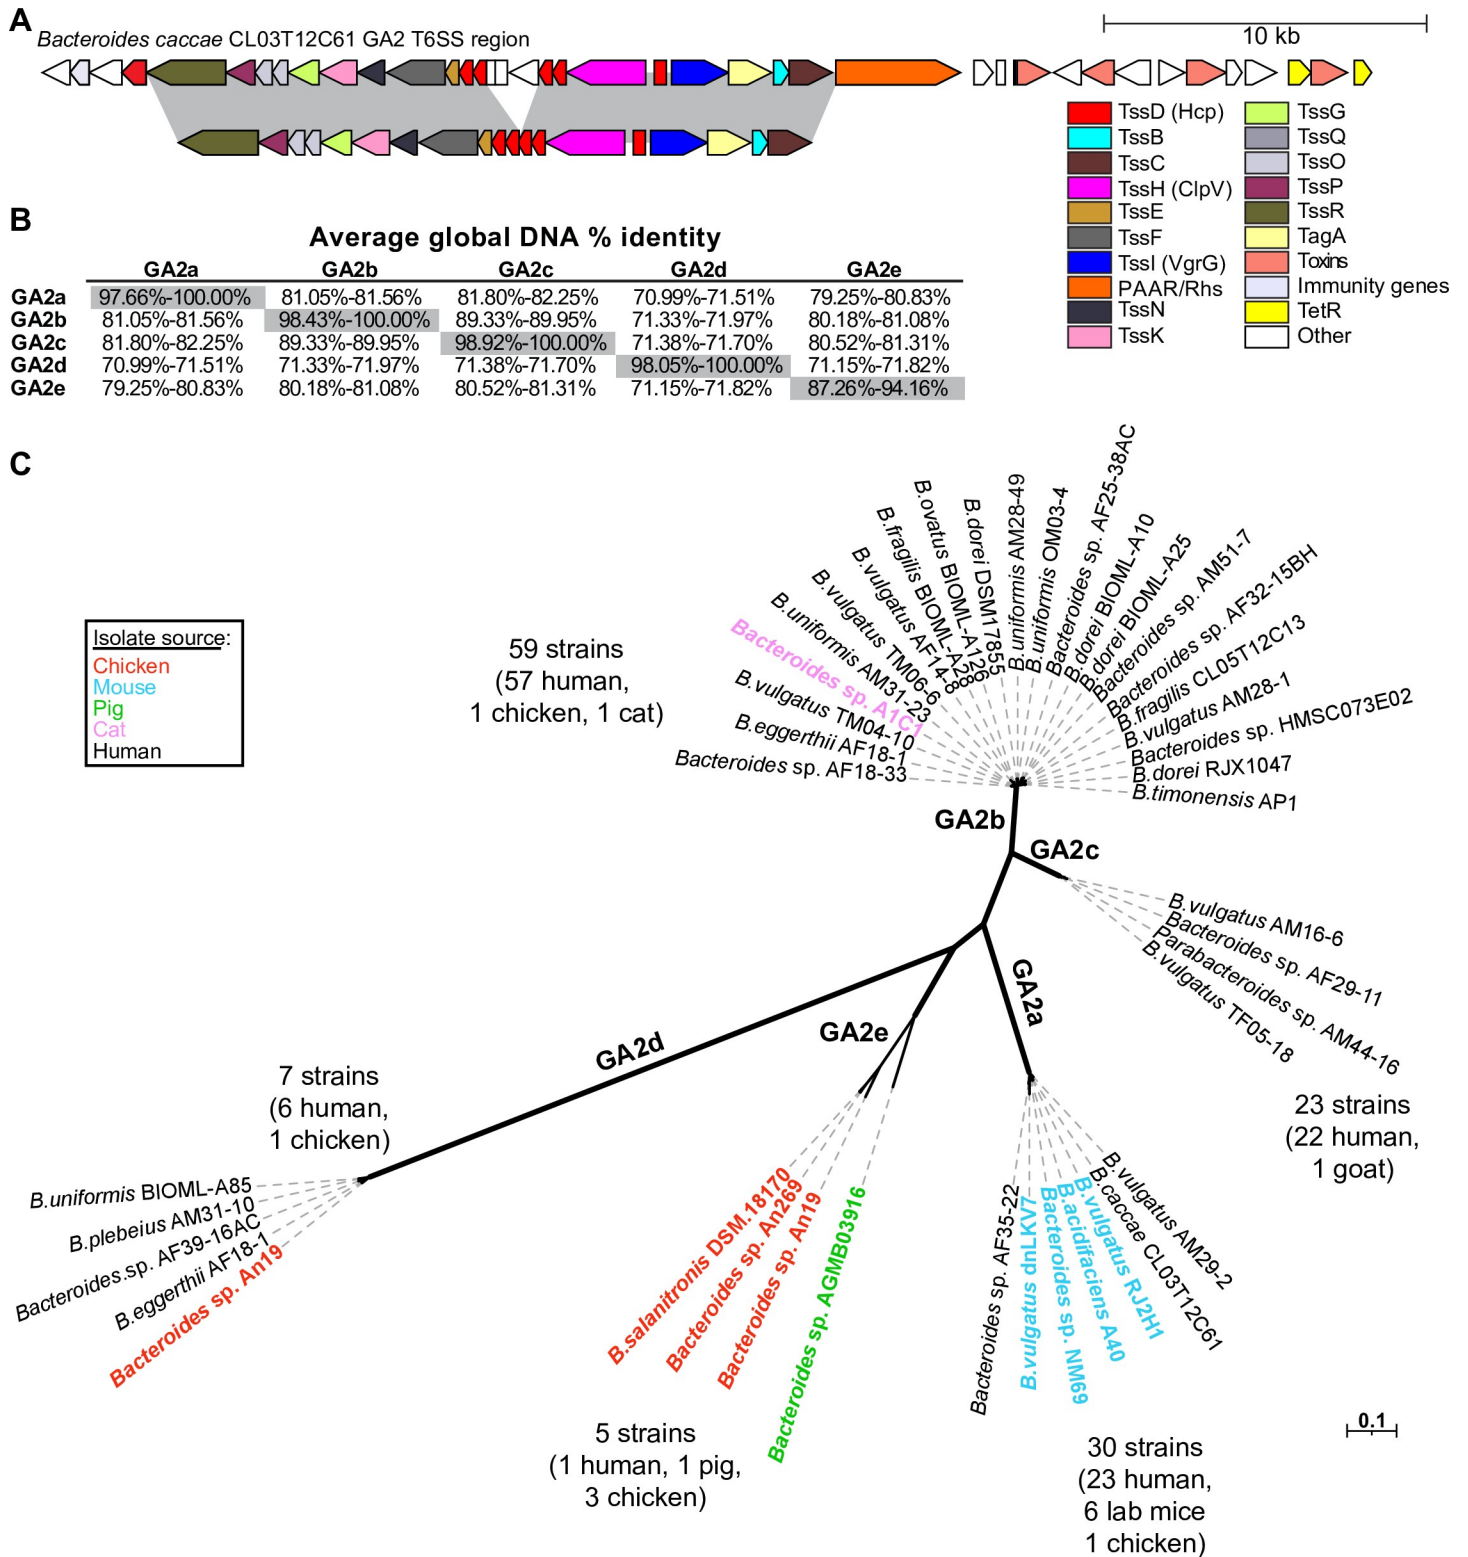 A
Bacteroides caccae CL03T12C61 GA2 T6SS region
10 kb
TssD (Hcp)
TssB
TssC
TssH (ClpV)
TssE
TssF
TssI (VgrG)
PAAR/Rhs
TssN
TssK
TssG
TssQ
TssO
TssP
TssR
TagA
Toxins
Immunity genes
TetR
Other
B
Average global DNA % identity
GA2a GA2b GA2c GA2d GA2e
GA2a 97.66%-100.00% 81.05%-81.56% 81.80%-82.25% 70.99%-71.51% 79.25%-80.83%
GA2b 81.05%-81.56% 98.43%-100.00% 89.33%-89.95% 71.33%-71.97% 80.18%-81.08%
GA2c 81.80%-82.25% 89.33%-89.95% 98.92%-100.00% 71.38%-71.70% 80.52%-81.31%
GA2d 70.99%-71.51% 71.33%-71.97% 71.38%-71.70% 98.05%-100.00% 71.15%-71.82%
GA2e 79.25%-80.83% 80.18%-81.08% 80.52%-81.31% 71.15%-71.82% 87.26%-94.16%
C
Isolate source:
Chicken
Mouse
Pig
Cat
Human
59 strains
(57 human,
1 chicken, 1 cat)
Bacteroides sp. AF18-33
B.eggerthii AF18-1
B.vulgatus TM04-10
Bacteroides sp. A1C1
B.uniformis AM31-23
B.vulgatus TM06-6
B.vulgatus AF14-8
B.fragilis BIOML-A28
B.ovatus BIOML-A128
B.dorei DSM17855
B.uniformis AM28-49
B.uniformis OM03-4
Bacteroides sp. AF25-38AC
B.dorei BIOML-A10
B.dorei BIOML-A25
Bacteroides sp. AM51-7
Bacteroides sp. AF32-15BH
B.fragilis CL05T12C13
B.vulgatus AM28-1
Bacteroides sp. HMSC073E02
B.dorei RJX1047
B.timonensis AP1
GA2b
GA2c
B.vulgatus AM16-6
Bacteroides sp. AF29-11
Parabacteroides sp. AM44-16
B.vulgatus TF05-18
23 strains
(22 human,
1 goat)
GA2a
GA2e
GA2d
7 strains
(6 human,
1 chicken)
B.uniformis BIOML-A85
B.plebeius AM31-10
Bacteroides.sp. AF39-16AC
B.eggerthii AF18-1
Bacteroides sp. An19
B.salanitronis DSM.18170
Bacteroides sp. An269
Bacteroides sp. An19
Bacteroides sp. AGMB03916
5 strains
(1 human, 1 pig,
3 chicken)
Bacteroides sp. AF35-22
B.vulgatus dnLKV7
Bacteroides sp. NM69
B.acidifaciens A40
B.vulgatus RJ2H1
B.caccae CL03T12C61
B.vulgatus AM29-2
30 strains
(23 human,
6 lab mice
1 chicken)
0.1